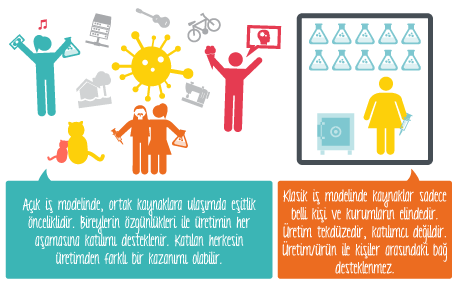 Açık iş modelinde, ortak kaynaklara ulaşımda eşitlik
önceliklidir. Bireylerin özgünlükleri ile üretimin her
aşamasına katılımı desteklenir. Katılan herkesin
üretimden farklı bir kazanımı olabilir.
Klasik iş modelinde kaynaklar sadece
belli kişi ve kurumların elindedir.
Üretim tekdüzedir, katılımcı değildir.
Üretim/ürün ile kişiler arasındaki bağ
desteklenmez.